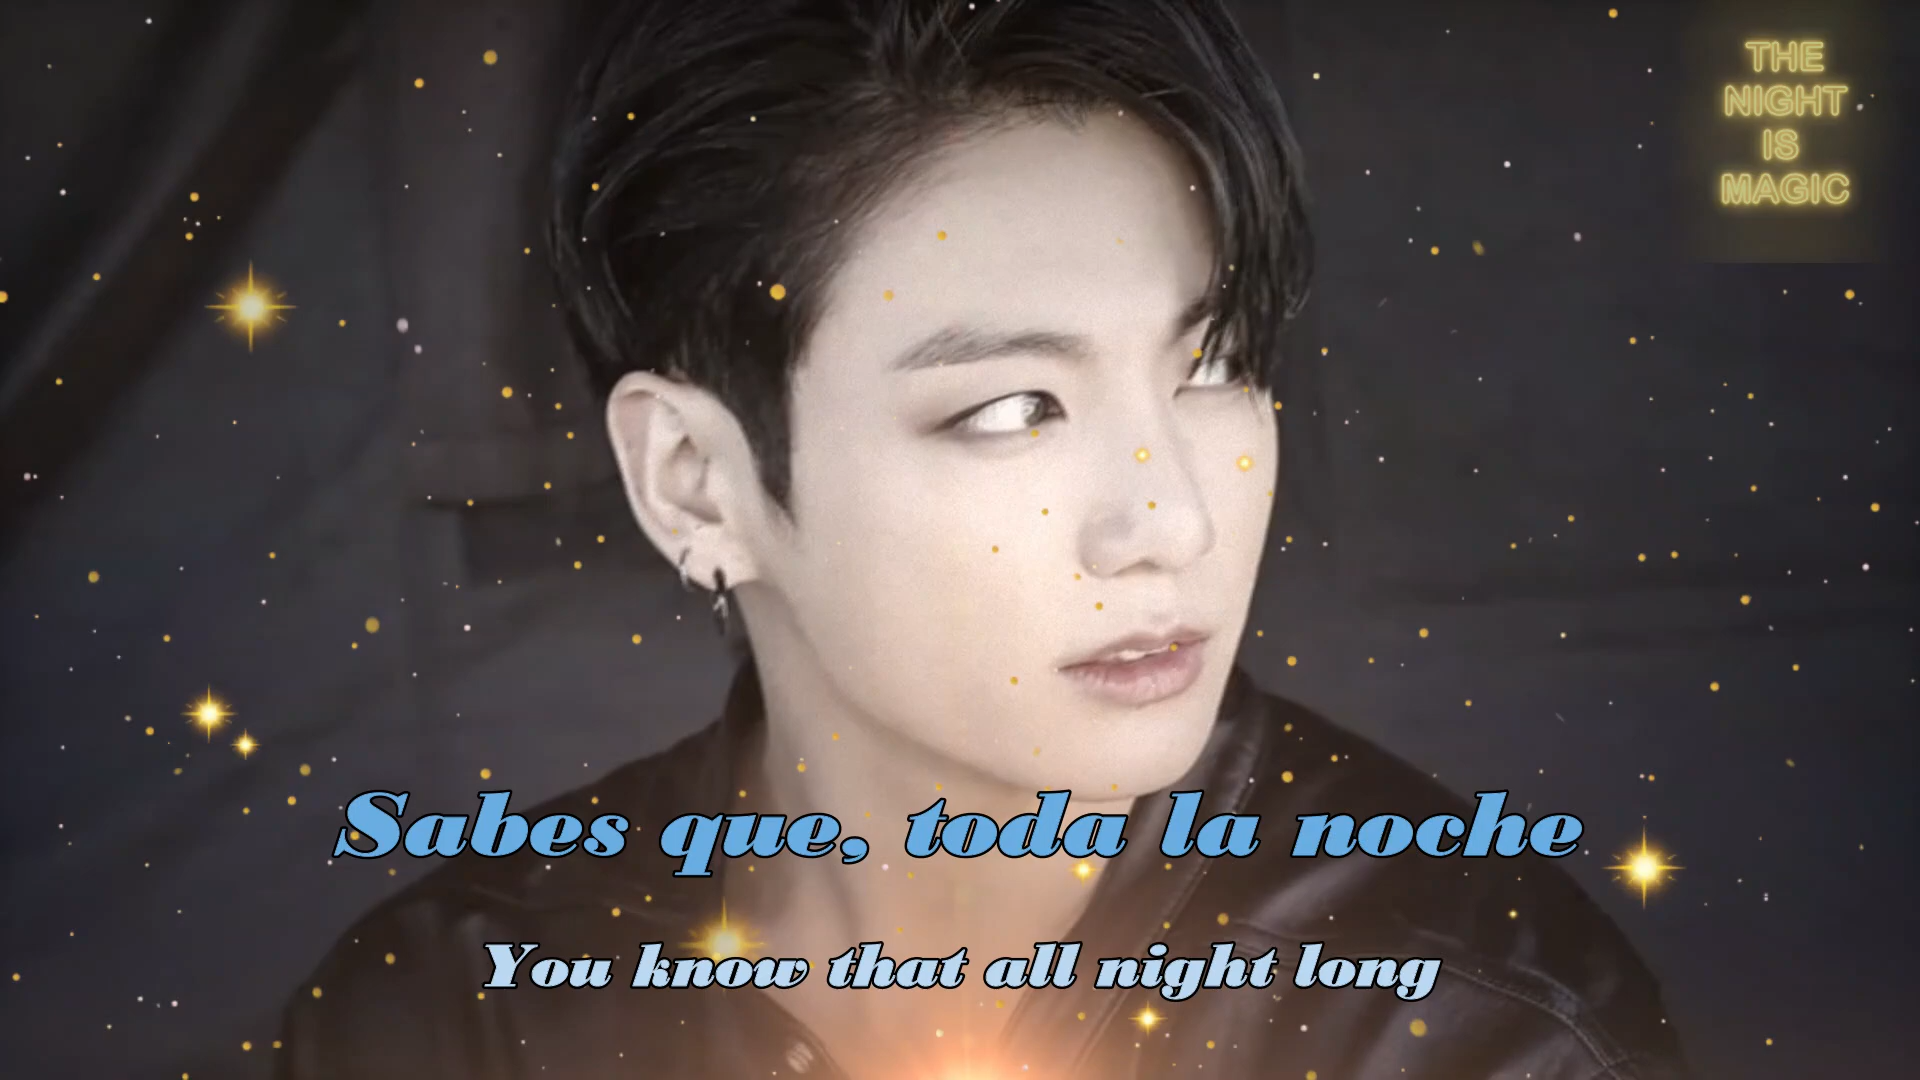 THE
NIGHT
IS
MAGIC
Sabes que, toda la noche
You know that all night long